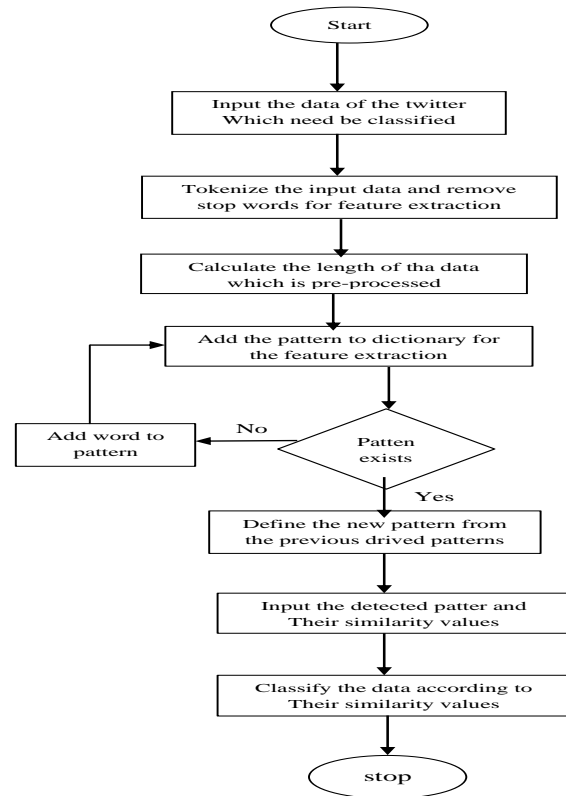 Start
Input the data of the twitter
Which need be classified
Tokenize the input data and remove
stop words for feature extraction
Calculate the length of tha data
which is pre-processed
Add the pattern to dictionary for
the feature extraction
No
Add word to
pattern
Patten
exists
Yes
Define the new pattern from
the previous drived patterns
Input the detected patter and
Their similarity values
Classify the data according to
Their similarity values
stop